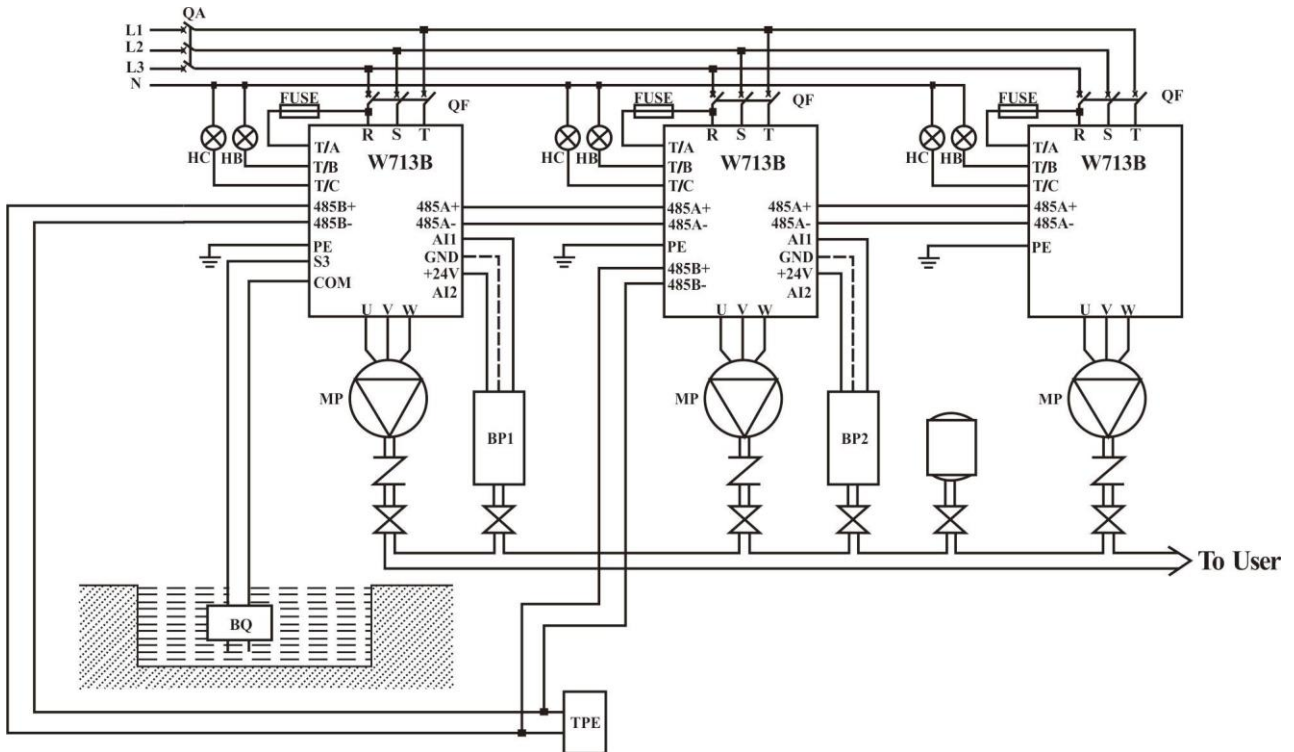 QA
L1
L2
L3
N
FUSE
QF
FUSE
QF
FUSE
QF
R S T
R S T
R S T
HC HB
HC HB
HC HB
T/A
T/B
T/C
W713B
485B+
485B-
PE
S3
COM
485A+
485A-
AI1
GND
+24V
AI2
U V W
T/A
T/B
T/C
W713B
485A+
485A-
PE
485B+
485B-
485A+
485A-
AI1
GND
+24V
AI2
U V W
T/A
T/B
T/C
W713B
485A+
485A-
PE
U V W
MP
BP1
MP
BP2
MP
To User
BQ
TPE